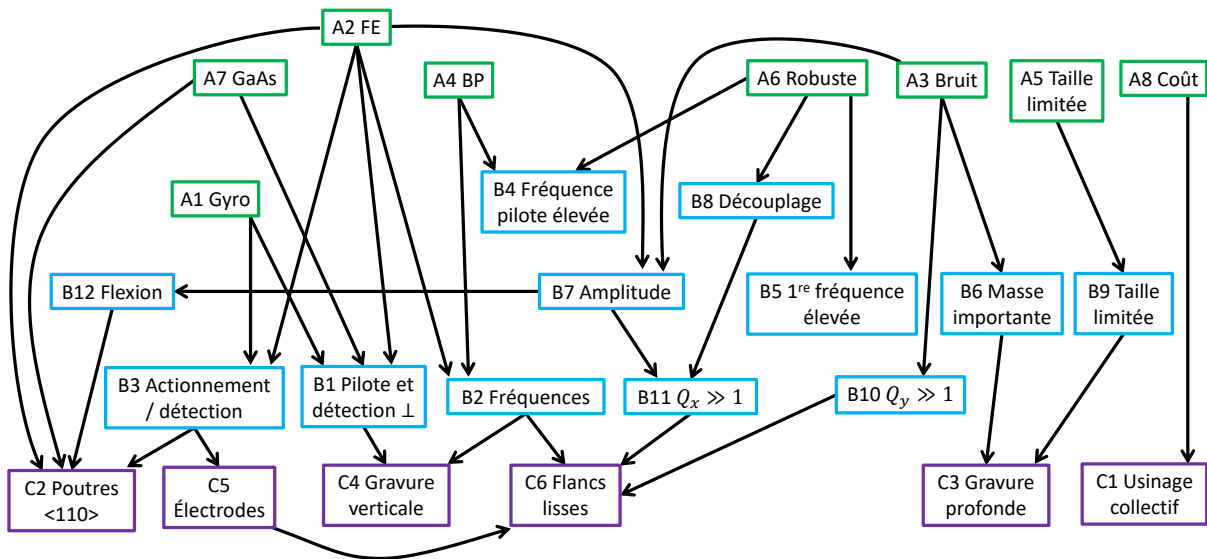 A2 FE
A7 GaAs
A4 BP
A6 Robuste
A3 Bruit
A5 Taille
limitée
A8 Coût
A1 Gyro
B4 Fréquence
pilote élevée
B8 Découplage
B12 Flexion
B7 Amplitude
B5 1re fréquence
élevée
B6 Masse
importante
B9 Taille
limitée
B3 Actionnement
/ détection
B1 Pilote et
détection ⊥
B2 Fréquences
B11 Qx ≫ 1
B10 Qy ≫ 1
C2 Poutres
<110>
C5
Électrodes
C4 Gravure
verticale
C6 Flancs
lisses
C3 Gravure
profonde
C1 Usinage
collectif